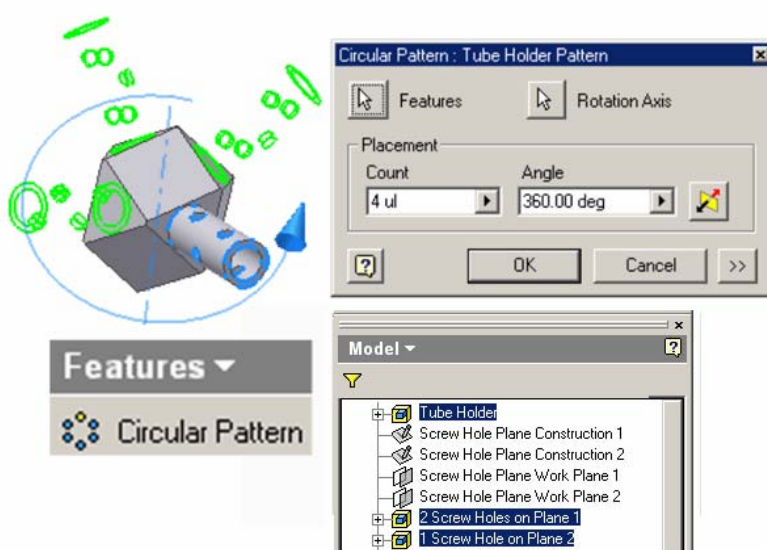 Circular Pattern : Tube Holder Pattern
Features
Rotation Axis
Placement
Count
Angle
4 ul
360.00 deg
?
OK
Cancel
>>
Features
Circular Pattern
Model
?
Tube Holder
Screw Hole Plane Construction 1
Screw Hole Plane Construction 2
Screw Hole Plane Work Plane 1
Screw Hole Plane Work Plane 2
2 Screw Holes on Plane 1
1 Screw Hole on Plane 2